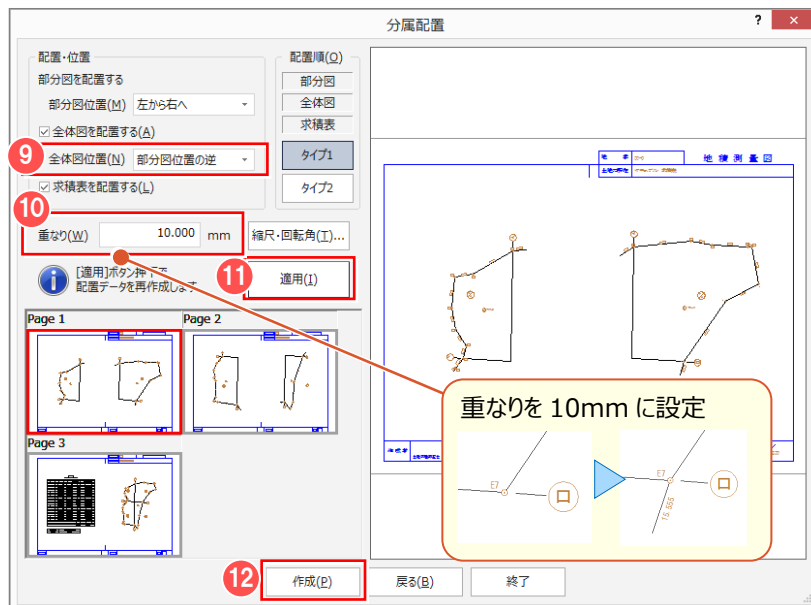 分属配置
?
×
配置・位置
部分図を配置する
部分図位置(M) 左から右へ
全体図を配置する(A)
9
全体図位置(N) 部分図位置の逆
求積表を配置する(L)
配置順(O)
部分図
全体図
求積表
タイプ1
タイプ2
10
重なり(W) 10.000 mm
縮尺・回転角(T)...
[適用]ボタン押下で
配置データを再作成します
11
適用(I)
Page 1
Page 2
Page 3
地積測量図
重なりを 10mm に設定
E7
ロ
E7
ロ
15.555
12
作成(P)
戻る(B)
終了